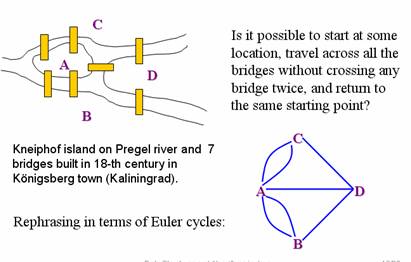 C
A
D
B
Is it possible to start at some
location, travel across all the
bridges without crossing any
bridge twice, and return to
the same starting point?
Kneiphof island on Pregel river and 7
bridges built in 18-th century in
Königsberg town (Kaliningrad).
Rephrasing in terms of Euler cycles:
C
A
D
B